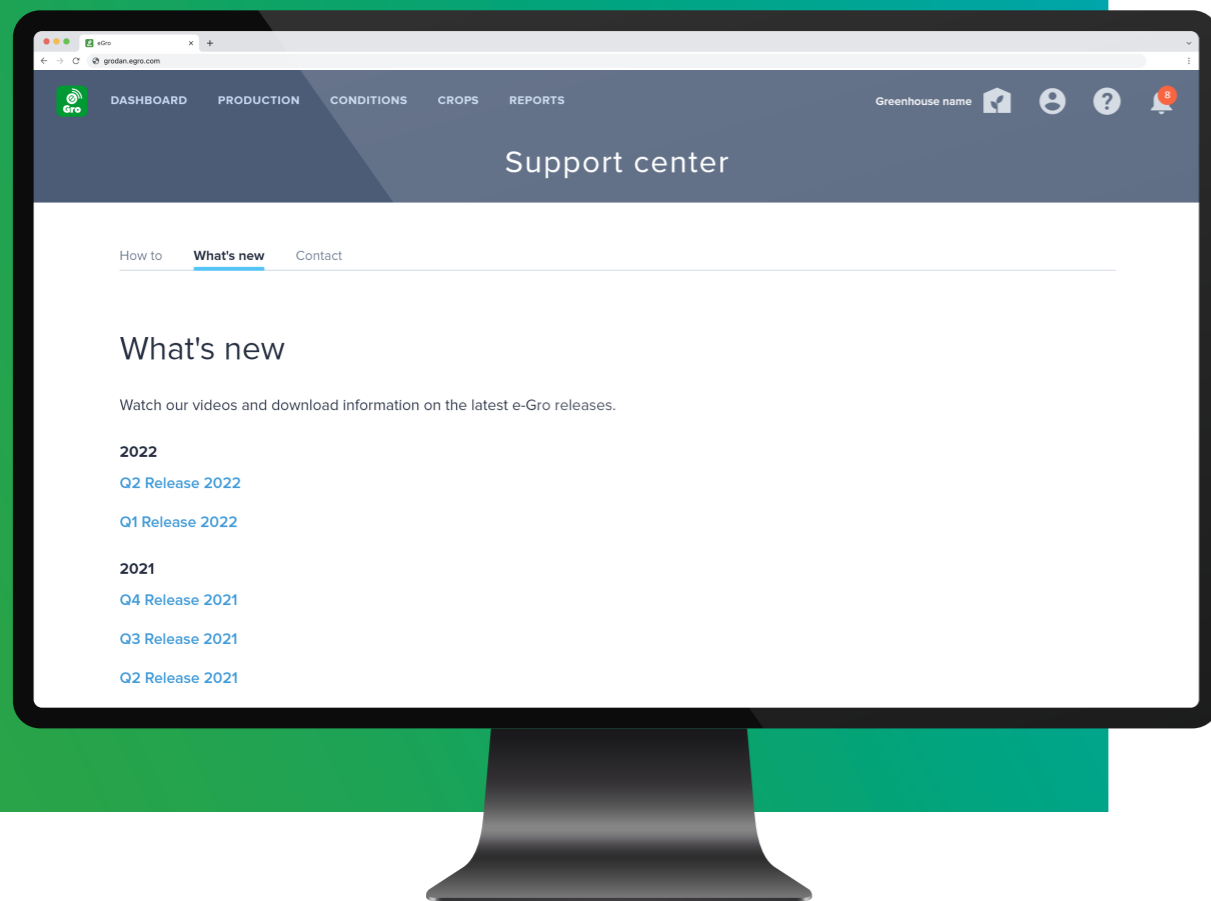 eGro
grodan.egro.com
Gro
DASHBOARD PRODUCTION CONDITIONS CROPS REPORTS
Greenhouse name
8
Support center
How to What's new Contact
What's new
Watch our videos and download information on the latest e-Gro releases.
2022
Q2 Release 2022
Q1 Release 2022
2021
Q4 Release 2021
Q3 Release 2021
Q2 Release 2021